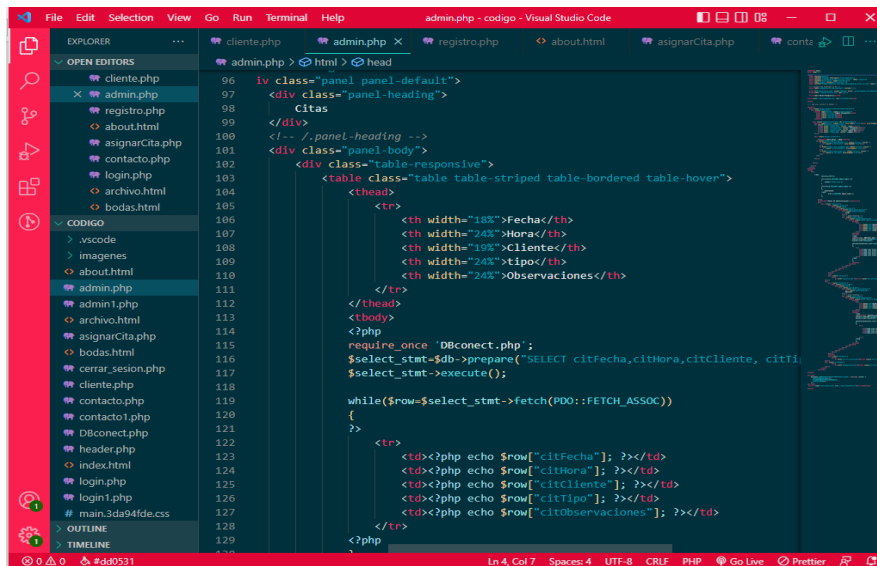 File Edit Selection View Go Run Terminal Help admin.php - codigo - Visual Studio Code
EXPLORER ...
cliente.php admin.php registro.php about.html asignarCita.php conta
OPEN EDITORS
cliente.php
admin.php
registro.php
about.html
asignarCita.php
contacto.php
login.php
archivo.html
bodas.html
CODIGO
.vscode
imagenes
about.html
admin.php
admin1.php
archivo.html
asignarCita.php
bodas.html
cerrar_sesion.php
cliente.php
contacto.php
contacto1.php
DBconect.php
header.php
index.html
login.php
login1.php
main.3da94fde.css
OUTLINE
TIMELINE
admin.php > html > head
96 iv class="panel panel-default">
97 <div class="panel-heading">
98 Citas
99 </div>
100 <!-- /.panel-heading -->
101 <div class="panel-body">
102 <div class="table-responsive">
103 <table class="table table-striped table-bordered table-hover">
104 <thead>
105 <tr>
106 <th width="18%">Fecha</th>
107 <th width="24%">Hora</th>
108 <th width="19%">Cliente</th>
109 <th width="24%">tipo</th>
110 <th width="24%">Observaciones</th>
111 </tr>
112 </thead>
113 <tbody>
114 <?php
115 require_once 'DBconect.php';
116 $select_stmt=$db->prepare("SELECT citFecha,citHora,citCliente, citTi
117 $select_stmt->execute();
118
119 while($row=$select_stmt->fetch(PDO::FETCH_ASSOC))
120 {
121 ?>
122 <tr>
123 <td><?php echo $row["citFecha"]; ?></td>
124 <td><?php echo $row["citHora"]; ?></td>
125 <td><?php echo $row["citCliente"]; ?></td>
126 <td><?php echo $row["citTipo"]; ?></td>
127 <td><?php echo $row["citObservaciones"]; ?></td>
128 </tr>
129 <?php
1
1
0 0 #dd0531 Ln 4, Col 7 Spaces: 4 UTF-8 CRLF PHP Go Live Prettier